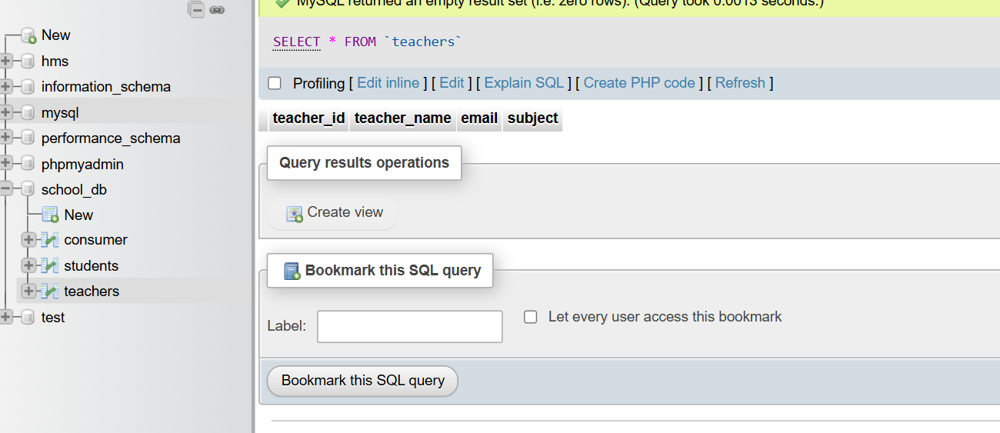 MySQL returned an empty result set (i.e. zero rows). (Query took 0.0013 seconds.)
SELECT * FROM `teachers`
Profiling [ Edit inline ] [ Edit ] [ Explain SQL ] [ Create PHP code ] [ Refresh ]
teacher_id teacher_name email subject
Query results operations
Create view
Bookmark this SQL query
Label:
Let every user access this bookmark
Bookmark this SQL query
New
hms
information_schema
mysql
performance_schema
phpmyadmin
school_db
New
consumer
students
teachers
test